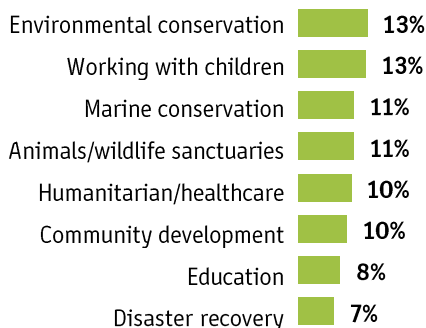 Environmental conservation 13%
Working with children 13%
Marine conservation 11%
Animals/wildlife sanctuaries 11%
Humanitarian/healthcare 10%
Community development 10%
Education 8%
Disaster recovery 7%